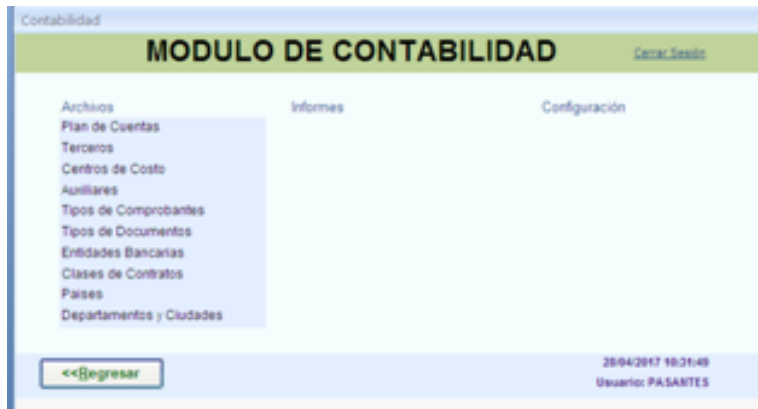 Contabilidad
MODULO DE CONTABILIDAD
Cerrar Sesión
Archivos
Informes
Configuración
Plan de Cuentas
Terceros
Centros de Costo
Auxiliares
Tipos de Comprobantes
Tipos de Documentos
Entidades Bancarias
Clases de Contratos
Paises
Departamentos y Ciudades
<<Regresar
28/04/2017 10:31:49
Usuario: PASANTES